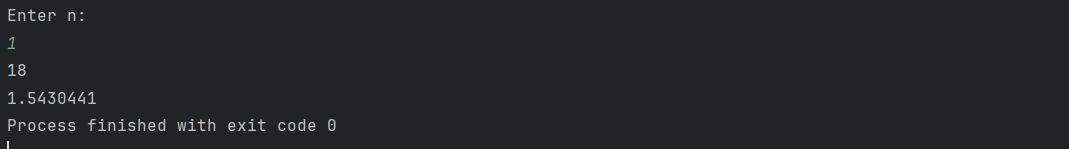 Enter n:
1
18
1.5430441
Process finished with exit code 0